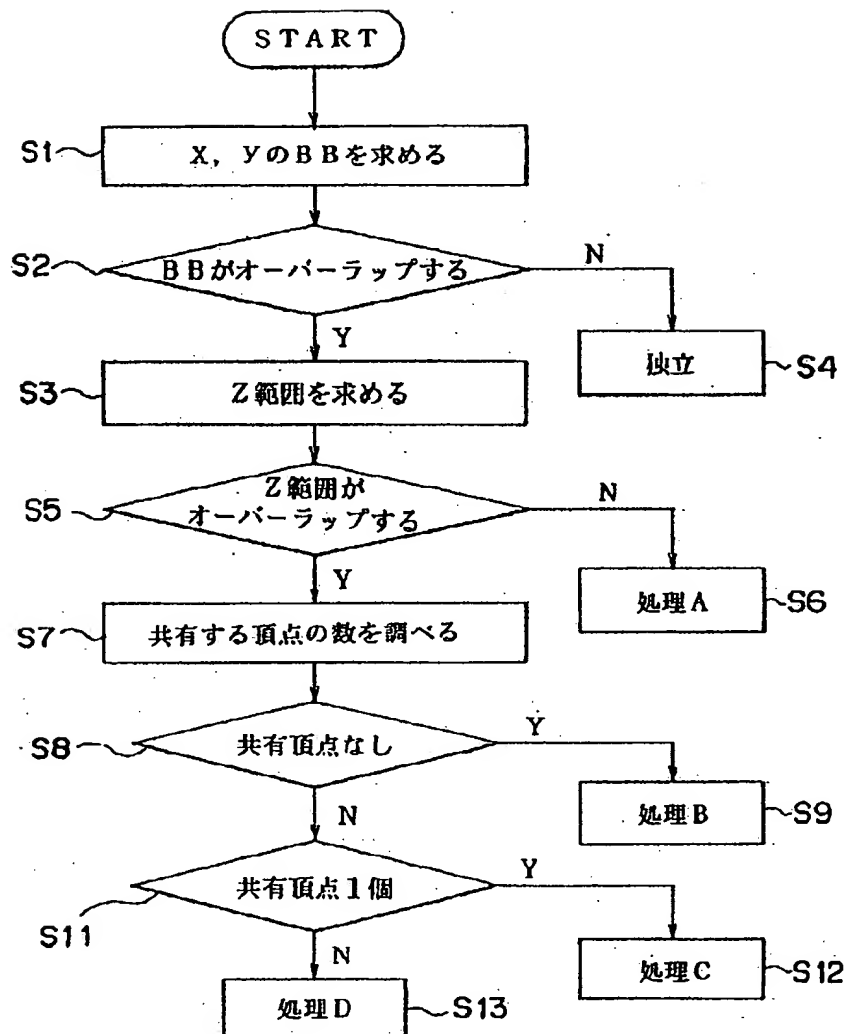 START
S1
X, YのBBを求める
S2
BBがオーバーラップする
N
Y
独立
S4
S3
Z範囲を求める
S5
Z範囲が
オーバーラップする
N
Y
処理A
S6
S7
共有する頂点の数を調べる
S8
共有頂点なし
Y
N
処理B
S9
S11
共有頂点1個
Y
N
処理C
S12
処理D
S13